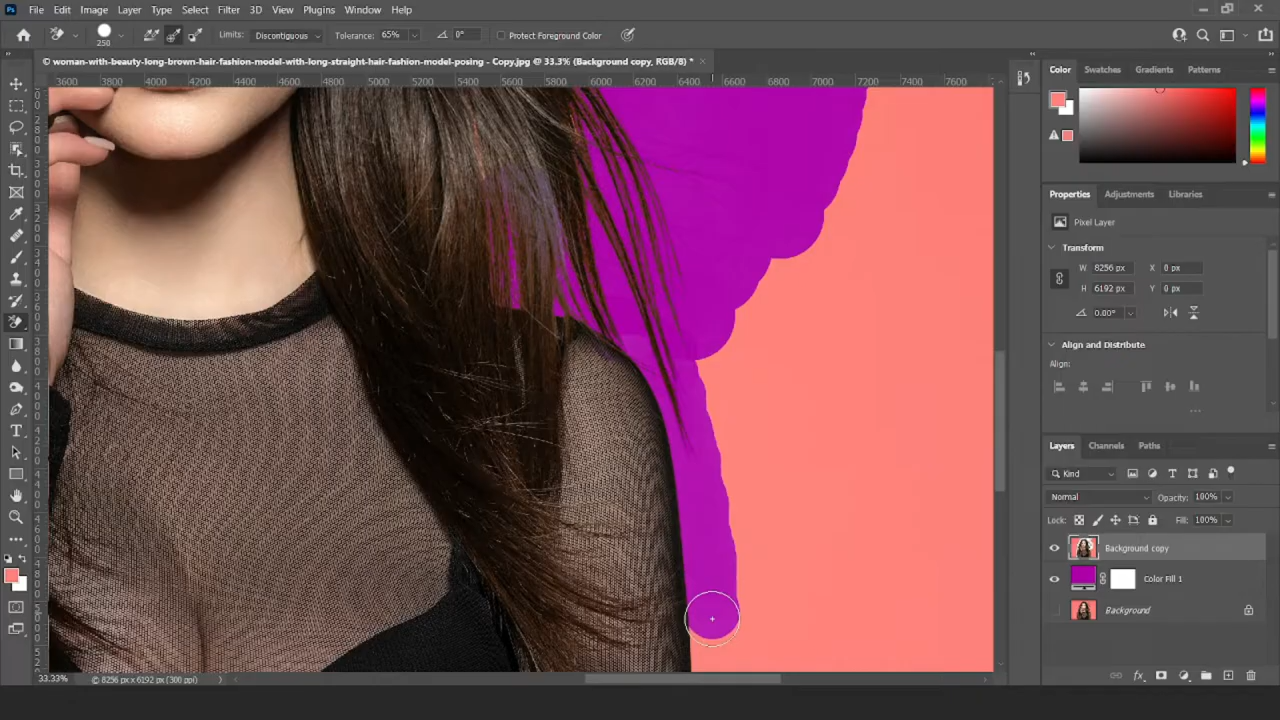 Ps File Edit Image Layer Type Select Filter 3D View Plugins Window Help
250 Limits: Discontiguous Tolerance: 65% 0° Protect Foreground Color
© woman-with-beauty-long-brown-hair-fashion-model-with-long-straight-hair-fashion-model-posing - Copy.jpg @ 33.3% (Background copy, RGB/8) *
3600 4000 4200 4400 4600 4800 5000 5200 5400 5600 5800 6000 6200 6400 6600 6800 7000 7200 7400 7600
Color Swatches Gradients Patterns
Properties Adjustments Libraries
Pixel Layer
Transform
W 8256 px X 0 px
H 6192 px Y 0 px
0.00°
Align and Distribute
Align:
Layers Channels Paths
Kind
Normal Opacity: 100%
Lock: Fill: 100%
Background copy
Color Fill 1
Background
fx
33.33% © 8256 px x 6192 px (300 ppi)